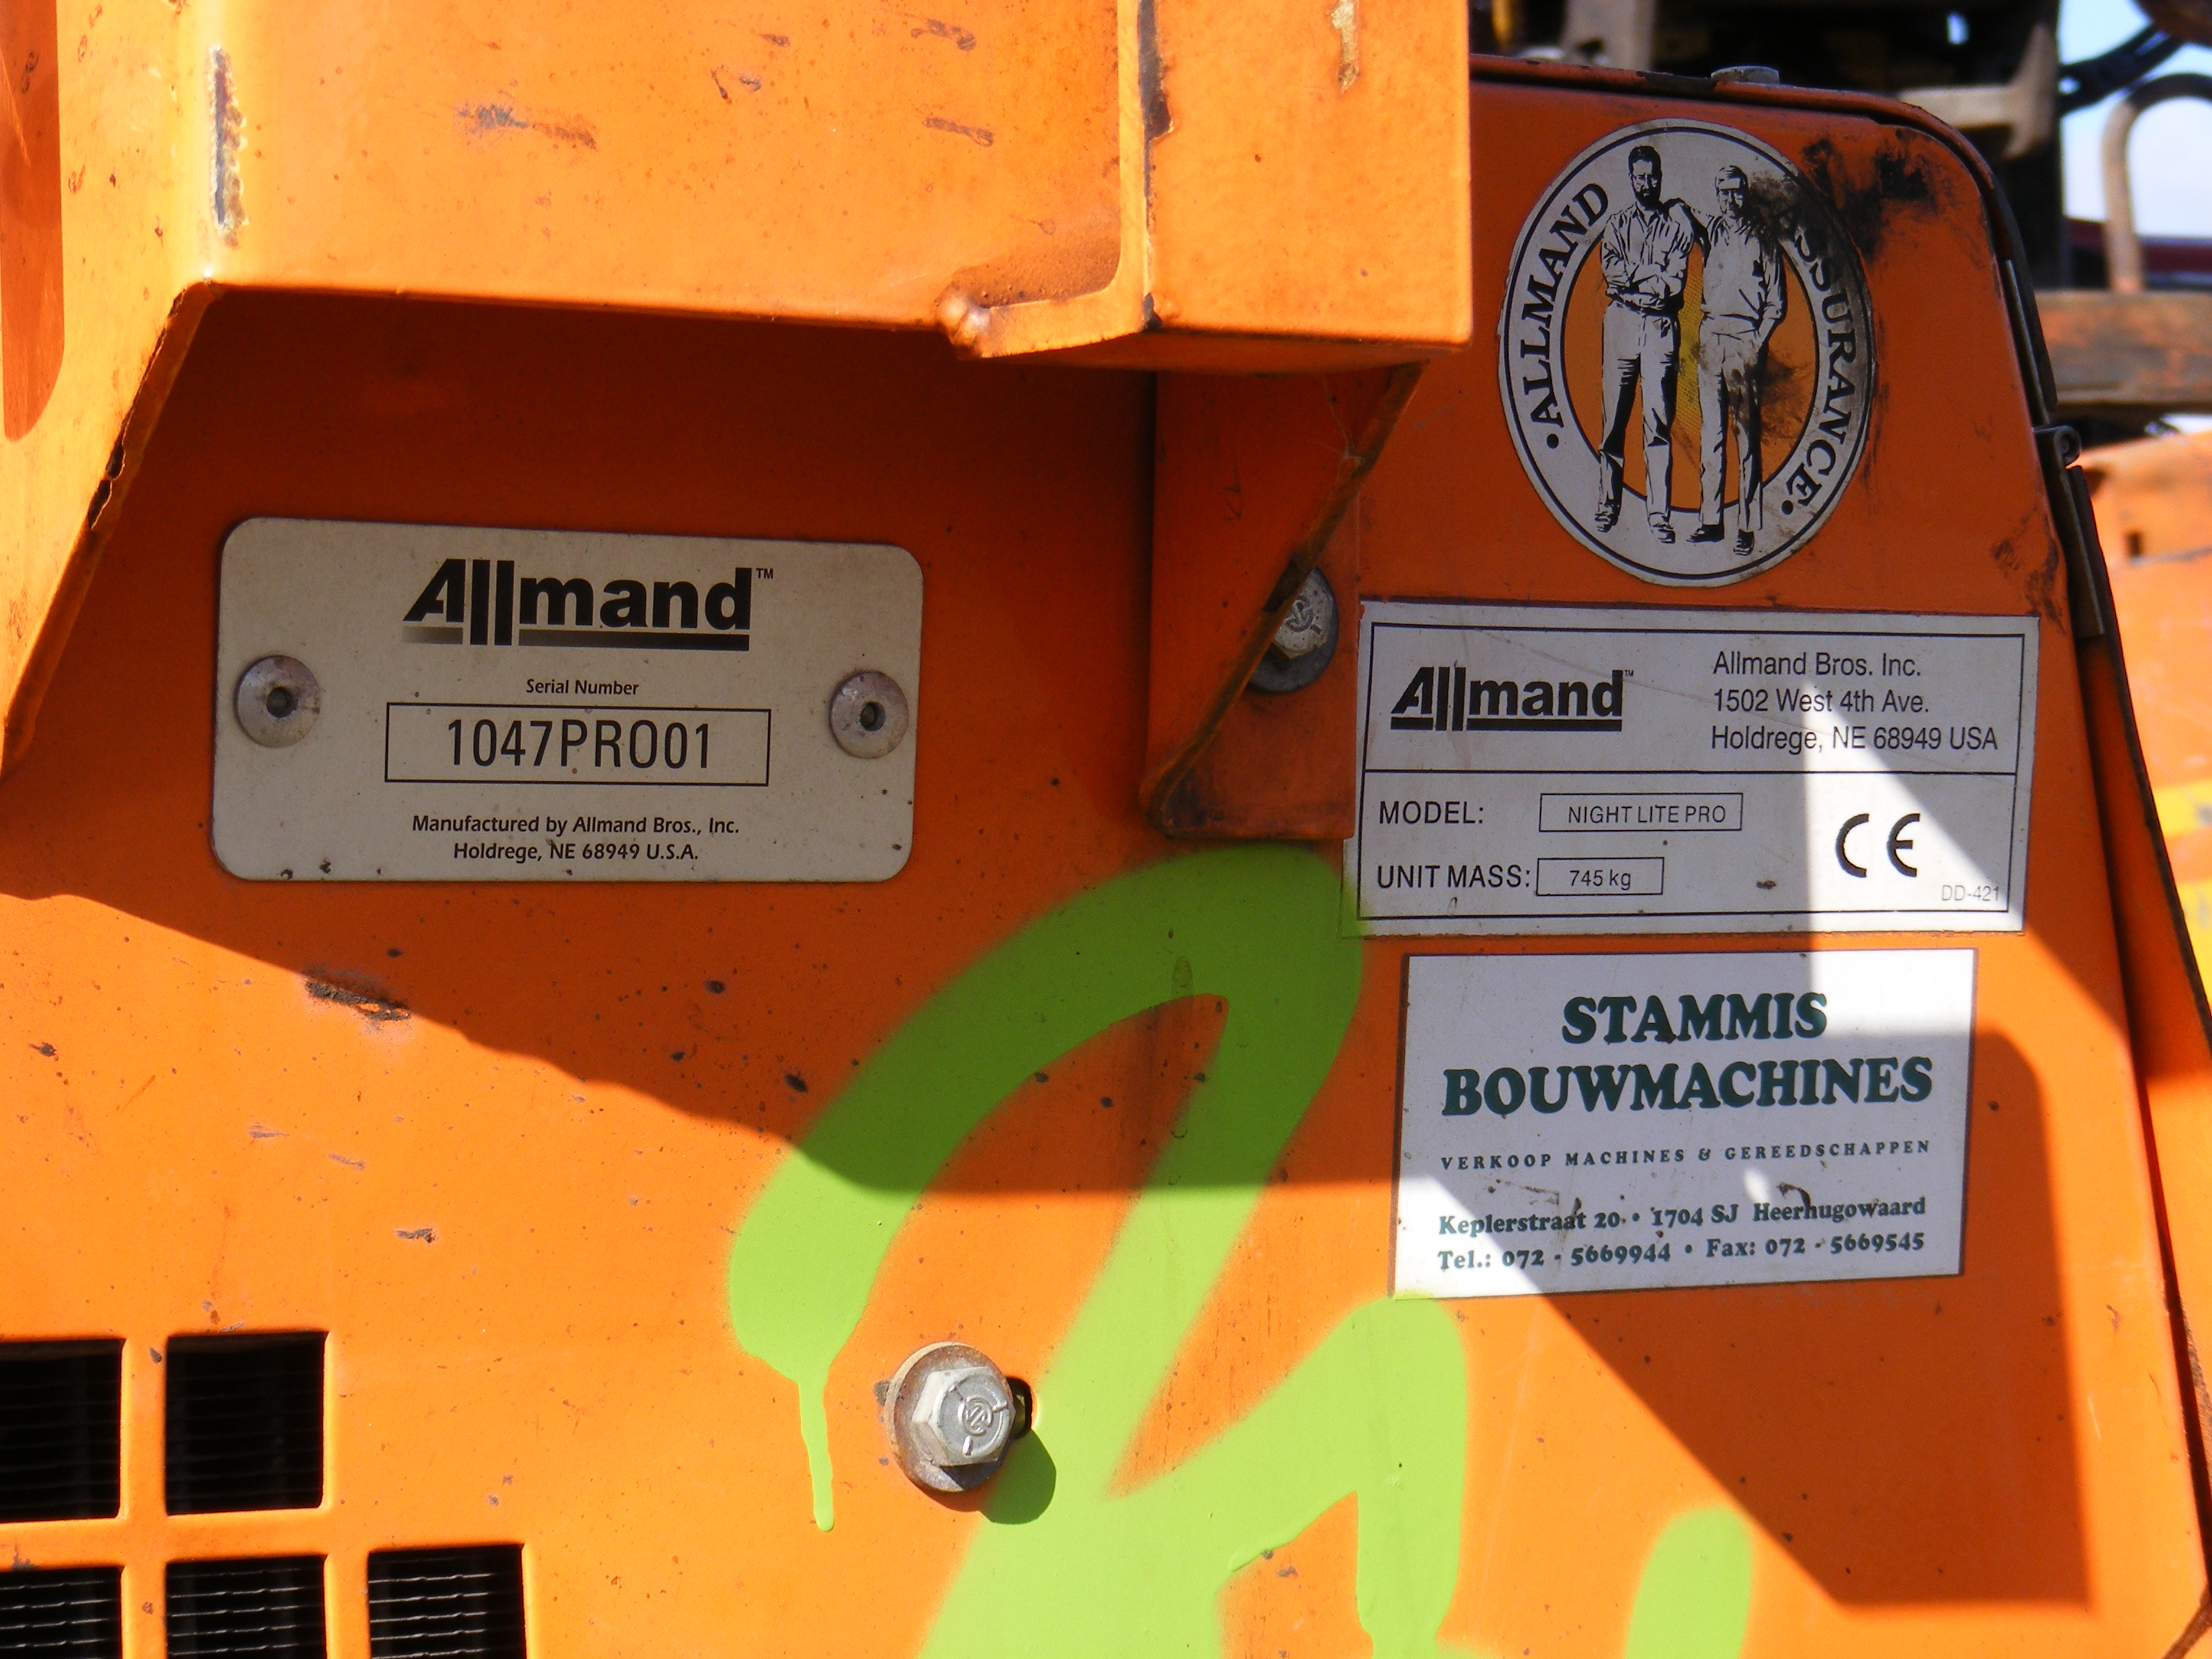 Allmand™
Serial Number
1047PRO01
Manufactured by Allmand Bros., Inc.
Holdrege, NE 68949 U.S.A.
• ALLMAND ASSURANCE •
Allmand™
Allmand Bros. Inc.
1502 West 4th Ave.
Holdrege, NE 68949 USA
MODEL: NIGHT LITE PRO
UNIT MASS: 745 kg
CE
DD-421
STAMMIS
BOUWMACHINES
VERKOOP MACHINES & GEREEDSCHAPPEN
Keplerstraat 20 • 1704 SJ Heerhugowaard
Tel.: 072 - 5669944 • Fax: 072 - 5669545